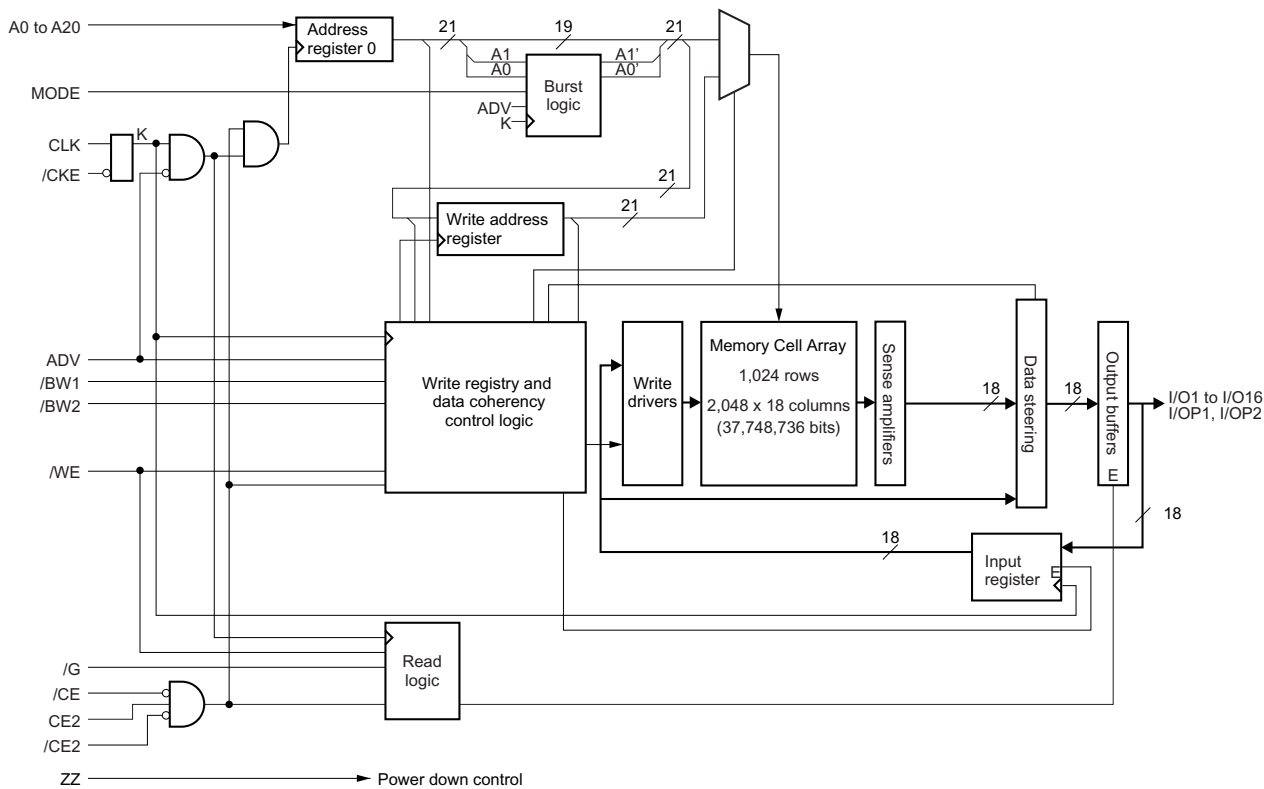 A0 to A20
Address
register 0
21
19
21
A1
A0
A1'
A0'
Burst
logic
MODE
ADV
K
CLK
K
/CKE
21
Write address
register
21
ADV
/BW1
/BW2
/WE
Write registry and
data coherency
control logic
Write
drivers
Memory Cell Array
1,024 rows
2,048 x 18 columns
(37,748,736 bits)
Sense amplifiers
18
Data steering
18
Output buffers
E
I/O1 to I/O16
I/OP1, I/OP2
18
18
Input
register
E
Read
logic
/G
/CE
CE2
/CE2
ZZ
Power down control